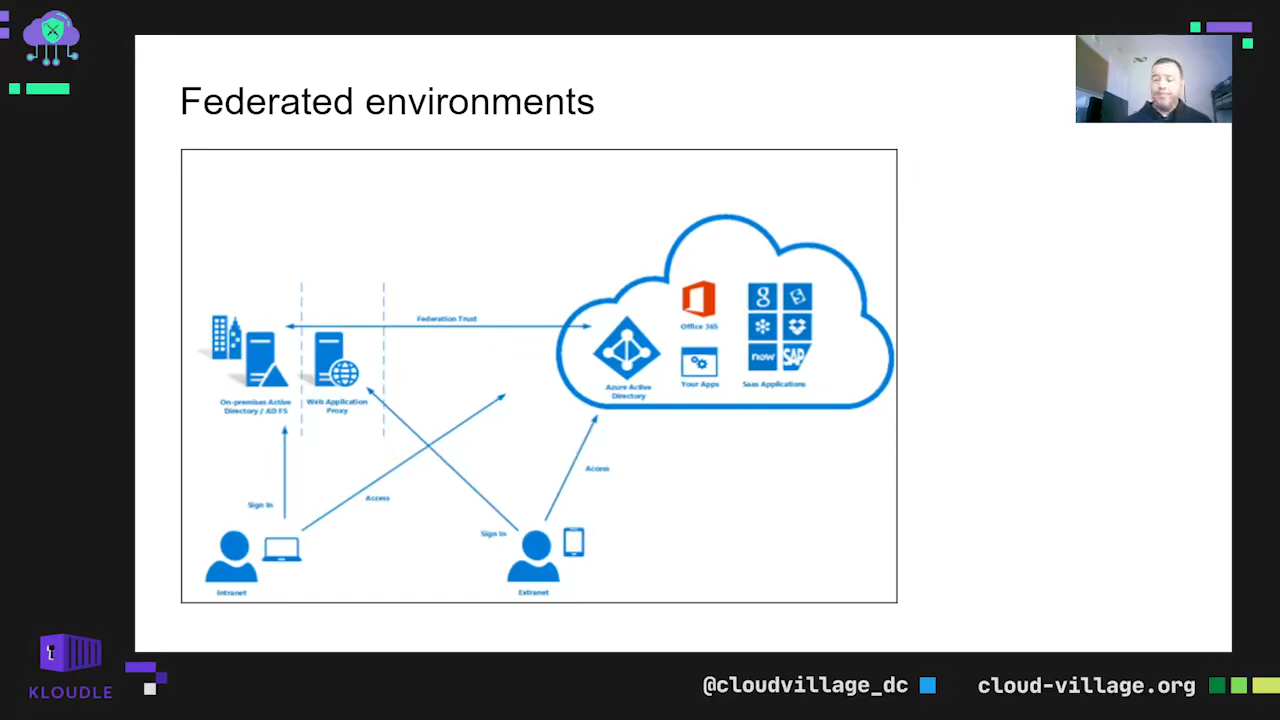 Federated environments
Federation Trust
Office 365
Azure Active
Directory
Your Apps
Saas Applications
now
SAP
On-premises Active
Directory / AD FS
Web Application
Proxy
Sign In
Access
Sign In
Access
Intranet
Extranet
KLOUDLE
@cloudvillage_dc
cloud-village.org